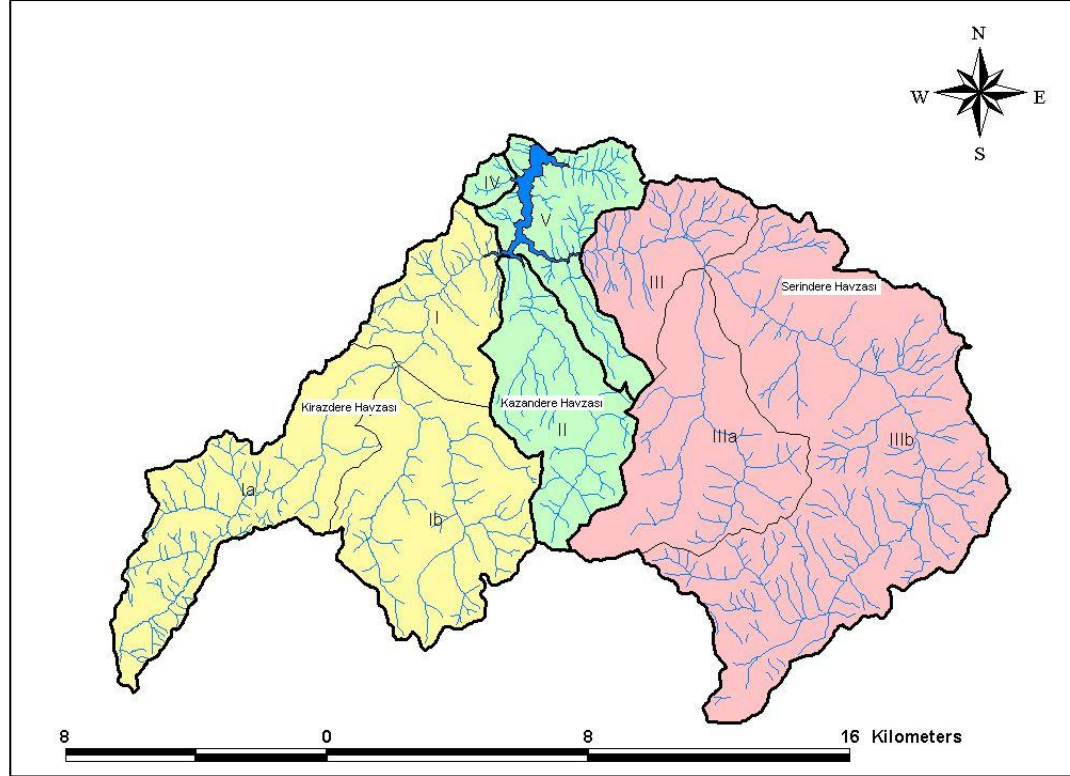 N
W E
S
IV
V
III
Serindere Havzası
I
Kirazdere Havzası
Kazandere Havzası
II
IIIa
IIIb
Ia
Ib
8 0 8 16 Kilometers